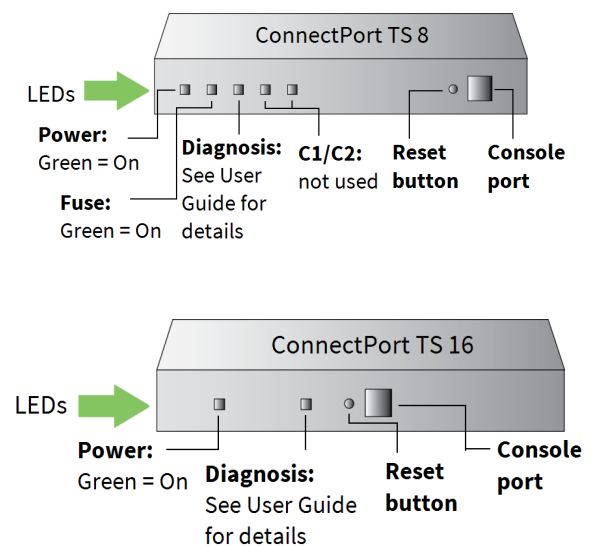 ConnectPort TS 8
LEDs
Power:
Green = On
Fuse:
Green = On
Diagnosis:
See User
Guide for
details
C1/C2:
not used
Reset
button
Console
port
ConnectPort TS 16
LEDs
Power:
Green = On
Diagnosis:
See User Guide
for details
Reset
button
Console
port